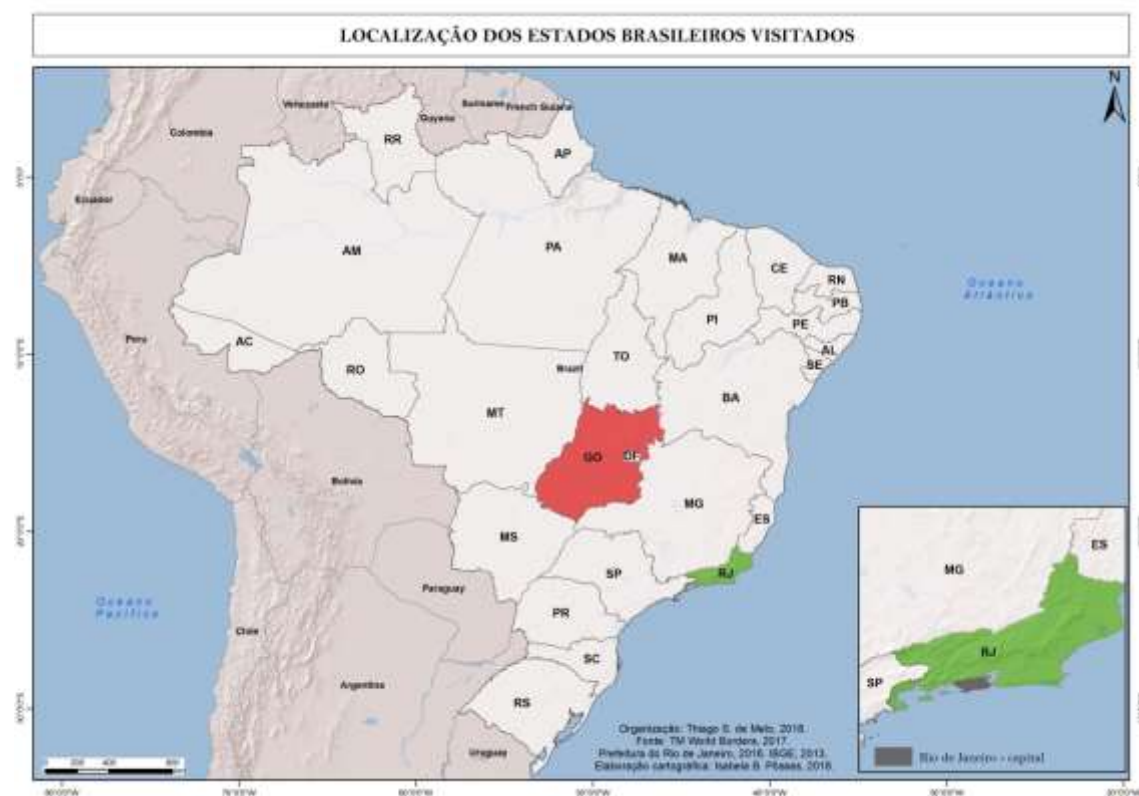 LOCALIZAÇÃO DOS ESTADOS BRASILEIROS VISITADOS
N
Venezuela
Suriname
French Guiana
Guyana
Colombia
RR
AP
Ecuador
AM
PA
MA
CE
RN
PB
PI
PE
AL
SE
Oceano
Atlântico
Peru
AC
RO
Brazil
TO
MT
BA
GO
DF
Bolivia
MG
ES
MS
SP
RJ
Paraguay
Oceano
Pacífico
PR
Chile
SC
Argentina
RS
Uruguay
ES
MG
RJ
SP
Rio de Janeiro - capital
Organização: Thiago S. de Melo, 2018.
Fonte: TM World Borders, 2017.
Prefeitura do Rio de Janeiro, 2016. IBGE, 2013.
Elaboração cartográfica: Isabela B. Pôssas, 2018.